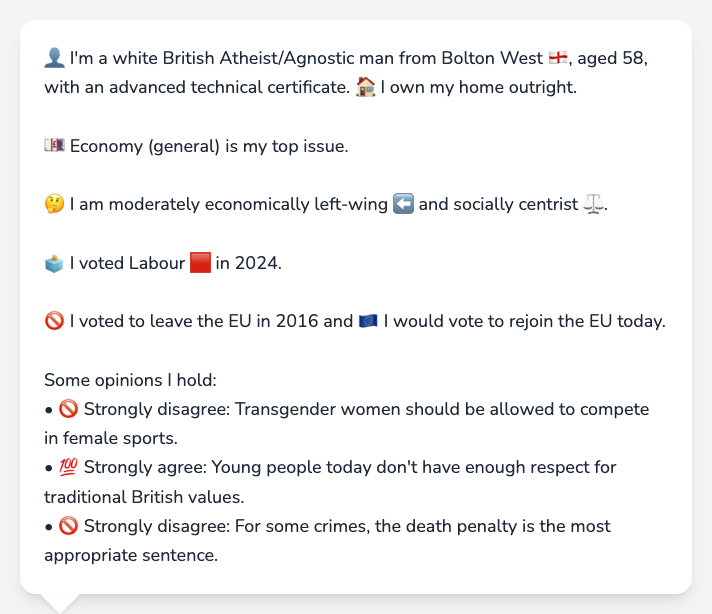 👤 I'm a white British Atheist/Agnostic man from Bolton West 🏴󠁧󠁢󠁥󠁮󠁧󠁿, aged 58,
with an advanced technical certificate. 🏠 I own my home outright.
💷 Economy (general) is my top issue.
🤔 I am moderately economically left-wing ⬅️ and socially centrist ⚖️.
🗳️ I voted Labour 🟥 in 2024.
🚫 I voted to leave the EU in 2016 and 🇪🇺 I would vote to rejoin the EU today.
Some opinions I hold:
• 🚫 Strongly disagree: Transgender women should be allowed to compete
in female sports.
• 💯 Strongly agree: Young people today don't have enough respect for
traditional British values.
• 🚫 Strongly disagree: For some crimes, the death penalty is the most
appropriate sentence.